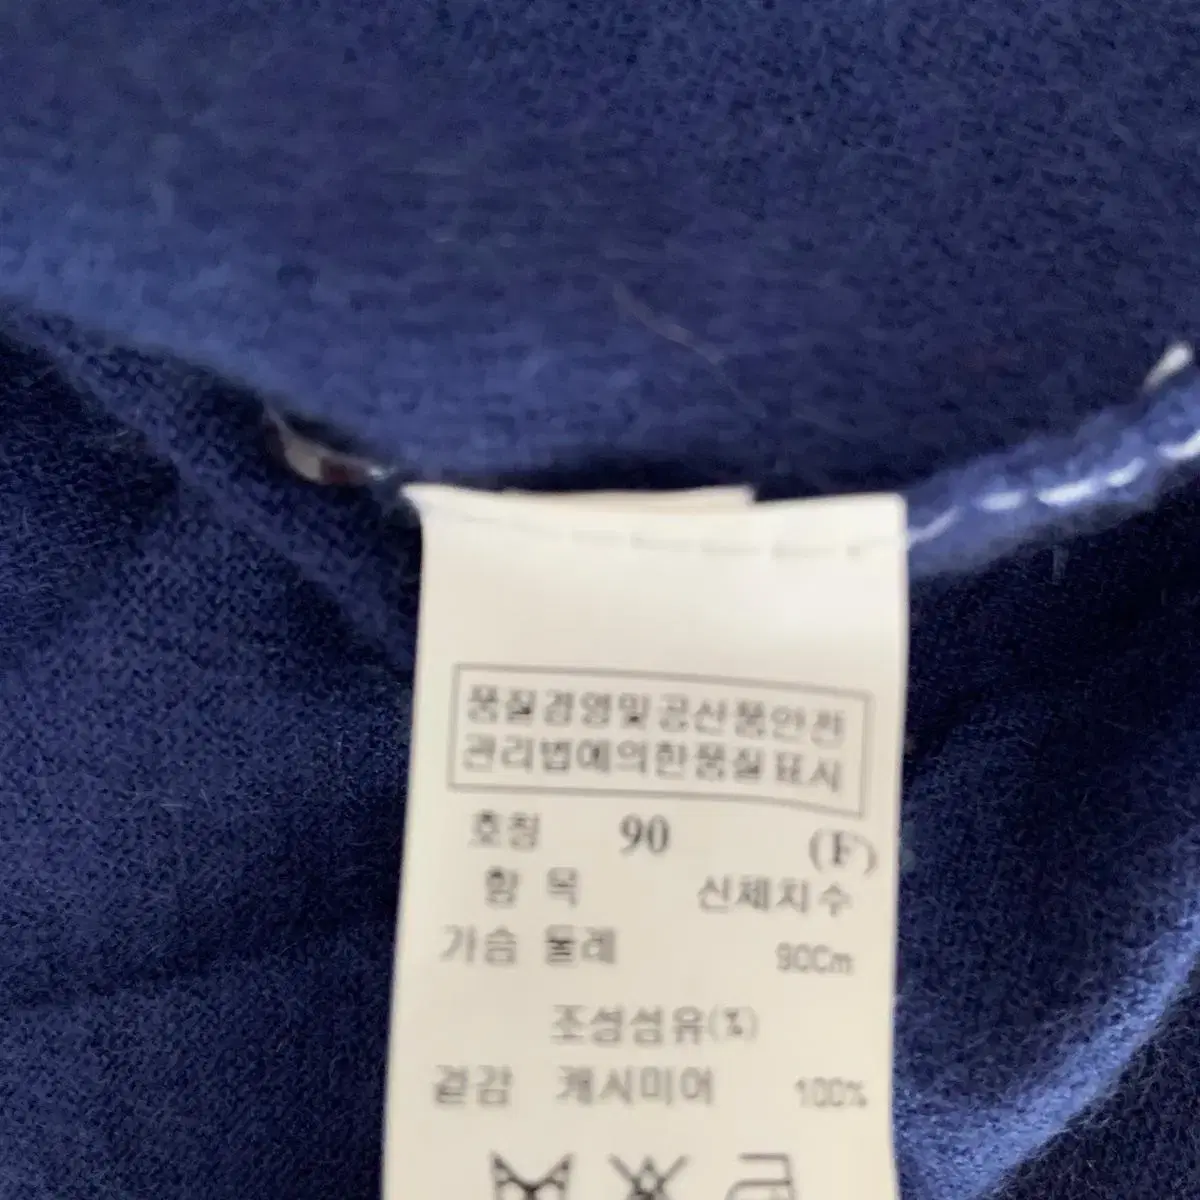 품질경영및공산품안전
관리법에의한품질표시
호칭 90 (F)
항 목 신체치수
가슴 둘레 90Cm
조성섬유(%)
겉감 캐시미어 100%